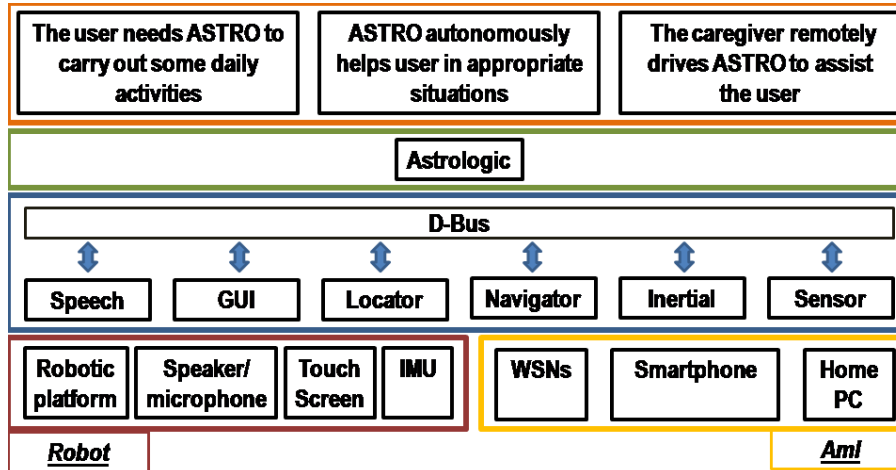 The user needs ASTRO to
carry out some daily
activities
ASTRO autonomously
helps user in appropriate
situations
The caregiver remotely
drives ASTRO to assist
the user
Astrologic
D-Bus
Speech
GUI
Locator
Navigator
Inertial
Sensor
Robotic
platform
Speaker/
microphone
Touch
Screen
IMU
WSNs
Smartphone
Home
PC
Robot
AmI